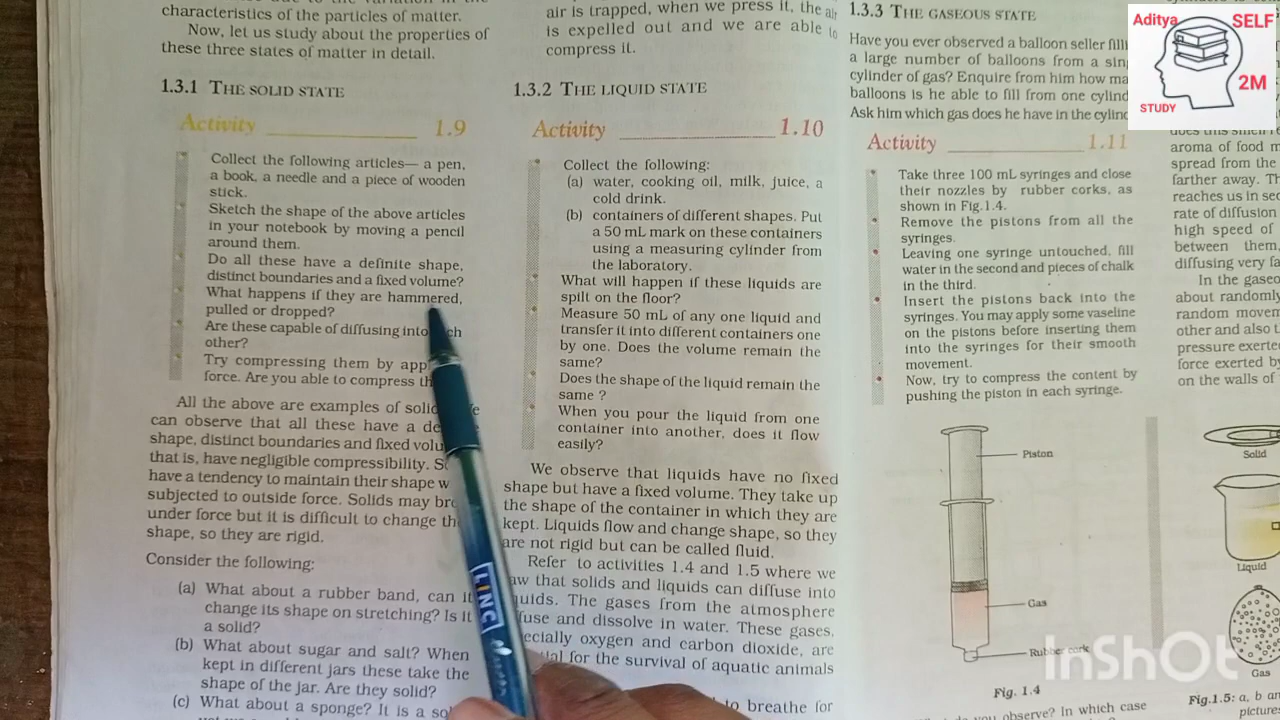 characteristics of the particles of matter.
Now, let us study about the properties of
these three states of matter in detail.
1.3.1 THE SOLID STATE
Activity 1.9
Collect the following articles— a pen,
a book, a needle and a piece of wooden
stick.
Sketch the shape of the above articles
in your notebook by moving a pencil
around them.
Do all these have a definite shape,
distinct boundaries and a fixed volume?
What happens if they are hammered,
pulled or dropped?
Are these capable of diffusing into
other?
Try compressing them by
force. Are you able to compress
All the above are examples of
can observe that all these have a
shape, distinct boundaries and fixed
that is, have negligible compressibility.
have a tendency to maintain their shape
subjected to outside force. Solids may
under force but it is difficult to change
shape, so they are rigid.
Consider the following:
(a) What about a rubber band, can it
change its shape on stretching? Is it
a solid?
(b) What about sugar and salt? When
kept in different jars these take the
shape of the jar. Are they solid?
(c) What about a sponge? It is a
air is trapped, when we press it, the air
is expelled out and we are able to
compress it.
1.3.2 THE LIQUID STATE
Activity 1.10
Collect the following:
(a) water, cooking oil, milk, juice, a
cold drink.
(b) containers of different shapes. Put
a 50 mL mark on these containers
using a measuring cylinder from
the laboratory.
What will happen if these liquids are
spilt on the floor?
Measure 50 mL of any one liquid and
transfer it into different containers one
by one. Does the volume remain the
same?
Does the shape of the liquid remain the
same ?
When you pour the liquid from one
container into another, does it flow
easily?
We observe that liquids have no fixed
shape but have a fixed volume. They take up
the shape of the container in which they are
kept. Liquids flow and change shape, so they
are not rigid but can be called fluid.
Refer to activities 1.4 and 1.5 where we
that solids and liquids can diffuse into
The gases from the atmosphere
and dissolve in water. These gases,
oxygen and carbon dioxide, are
for the survival of aquatic animals
to breathe for
1.3.3 THE GASEOUS STATE
Have you ever observed a balloon seller
a large number of balloons from a
cylinder of gas? Enquire from him how
balloons is he able to fill from one
Ask him which gas does he have in the
Activity 1.11
Take three 100 mL syringes and close
their nozzles by rubber corks, as
shown in Fig.1.4.
Remove the pistons from all the
syringes.
Leaving one syringe untouched, fill
water in the second and pieces of chalk
in the third.
Insert the pistons back into the
syringes. You may apply some vaseline
on the pistons before inserting them
into the syringes for their smooth
movement.
Now, try to compress the content by
pushing the piston in each syringe.
Piston
Gas
Rubber cork
Fig. 1.4
you observe? In which case
aroma of food
spread from the
farther away.
reaches us in
rate of diffusion
high speed of
between them,
diffusing very
In the
about randomly
random
other and also
pressure
force exerted by
on the walls of
Solid
Liquid
Gas
Fig.1.5: a, b
Aditya SELF
2M
STUDY
InShOt